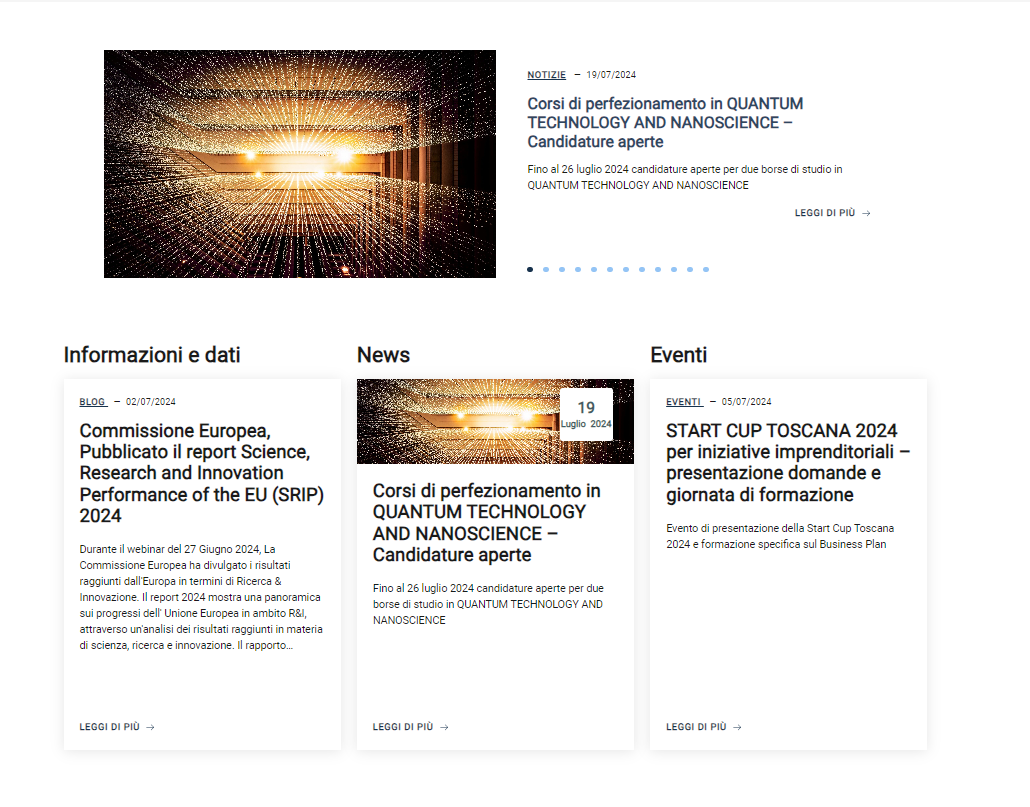 NOTIZIE — 19/07/2024
Corsi di perfezionamento in QUANTUM
TECHNOLOGY AND NANOSCIENCE –
Candidature aperte
Fino al 26 luglio 2024 candidature aperte per due borse di studio in
QUANTUM TECHNOLOGY AND NANOSCIENCE
LEGGI DI PIÙ →
Informazioni e dati
BLOG — 02/07/2024
Commissione Europea,
Pubblicato il report Science,
Research and Innovation
Performance of the EU (SRIP)
2024
Durante il webinar del 27 Giugno 2024, La
Commissione Europea ha divulgato i risultati
raggiunti dall'Europa in termini di Ricerca &
Innovazione. Il report 2024 mostra una panoramica
sui progressi dell' Unione Europea in ambito R&I,
attraverso un'analisi dei risultati raggiunti in materia
di scienza, ricerca e innovazione. Il rapporto...
LEGGI DI PIÙ →
News
19
Luglio 2024
Corsi di perfezionamento in
QUANTUM TECHNOLOGY
AND NANOSCIENCE –
Candidature aperte
Fino al 26 luglio 2024 candidature aperte per due
borse di studio in QUANTUM TECHNOLOGY AND
NANOSCIENCE
LEGGI DI PIÙ →
Eventi
EVENTI — 05/07/2024
START CUP TOSCANA 2024
per iniziative imprenditoriali –
presentazione domande e
giornata di formazione
Evento di presentazione della Start Cup Toscana
2024 e formazione specifica sul Business Plan
LEGGI DI PIÙ →